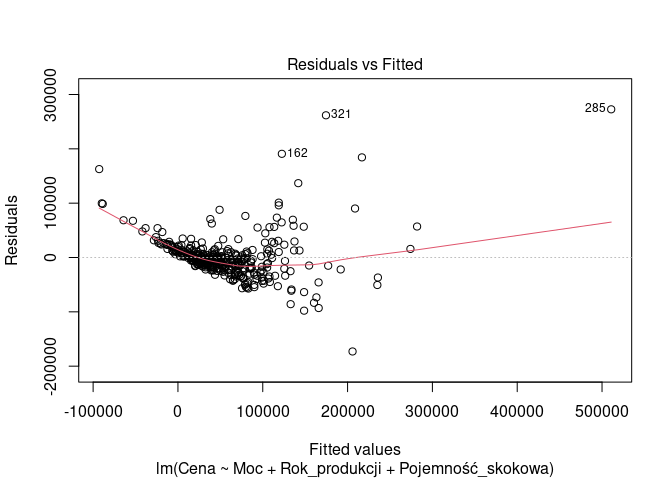 Residuals vs Fitted
Residuals
300000
100000
0
-200000
321
285
162
-100000 0 100000 200000 300000 400000 500000
Fitted values
lm(Cena ~ Moc + Rok_produkcji + Pojemność_skokowa)